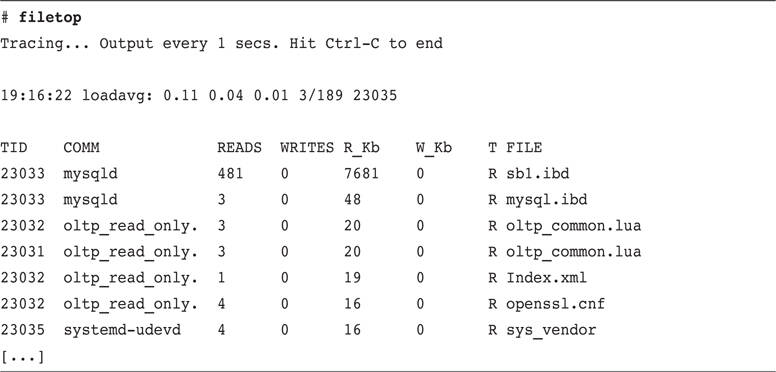 # filetop
Tracing... Output every 1 secs. Hit Ctrl-C to end
19:16:22 loadavg: 0.11 0.04 0.01 3/189 23035
TID COMM READS WRITES R_Kb W_Kb T FILE
23033 mysqld 481 0 7681 0 R sb1.ibd
23033 mysqld 3 0 48 0 R mysql.ibd
23032 oltp_read_only. 3 0 20 0 R oltp_common.lua
23031 oltp_read_only. 3 0 20 0 R oltp_common.lua
23032 oltp_read_only. 1 0 19 0 R Index.xml
23032 oltp_read_only. 4 0 16 0 R openssl.cnf
23035 systemd-udevd 4 0 16 0 R sys_vendor
[...]